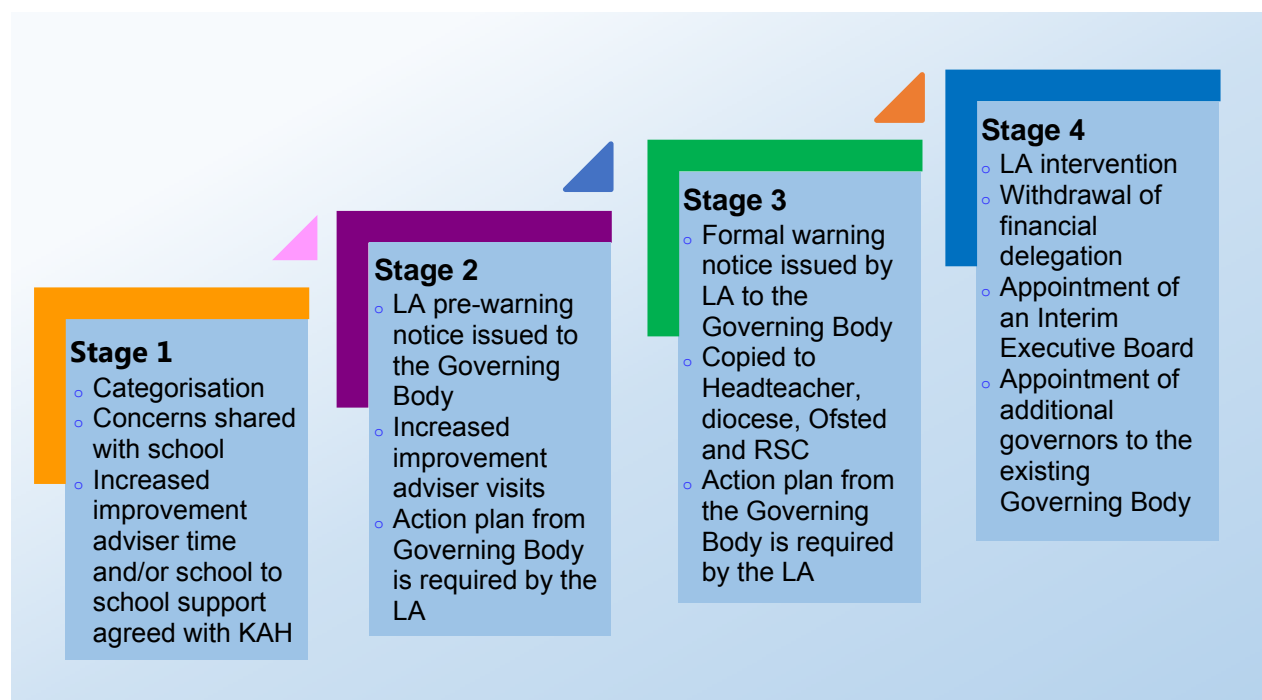 Stage 1
○ Categorisation
○ Concerns shared
with school
○ Increased
improvement
adviser time
and/or school to
school support
agreed with KAH
Stage 2
○ LA pre-warning
notice issued to
the Governing
Body
○ Increased
improvement
adviser visits
○ Action plan from
Governing Body
is required by the
LA
Stage 3
○ Formal warning
notice issued by
LA to the
Governing Body
○ Copied to
Headteacher,
diocese, Ofsted
and RSC
○ Action plan from
the Governing
Body is required
by the LA
Stage 4
○ LA intervention
○ Withdrawal of
financial
delegation
○ Appointment of
an Interim
Executive Board
○ Appointment of
additional
governors to the
existing
Governing Body